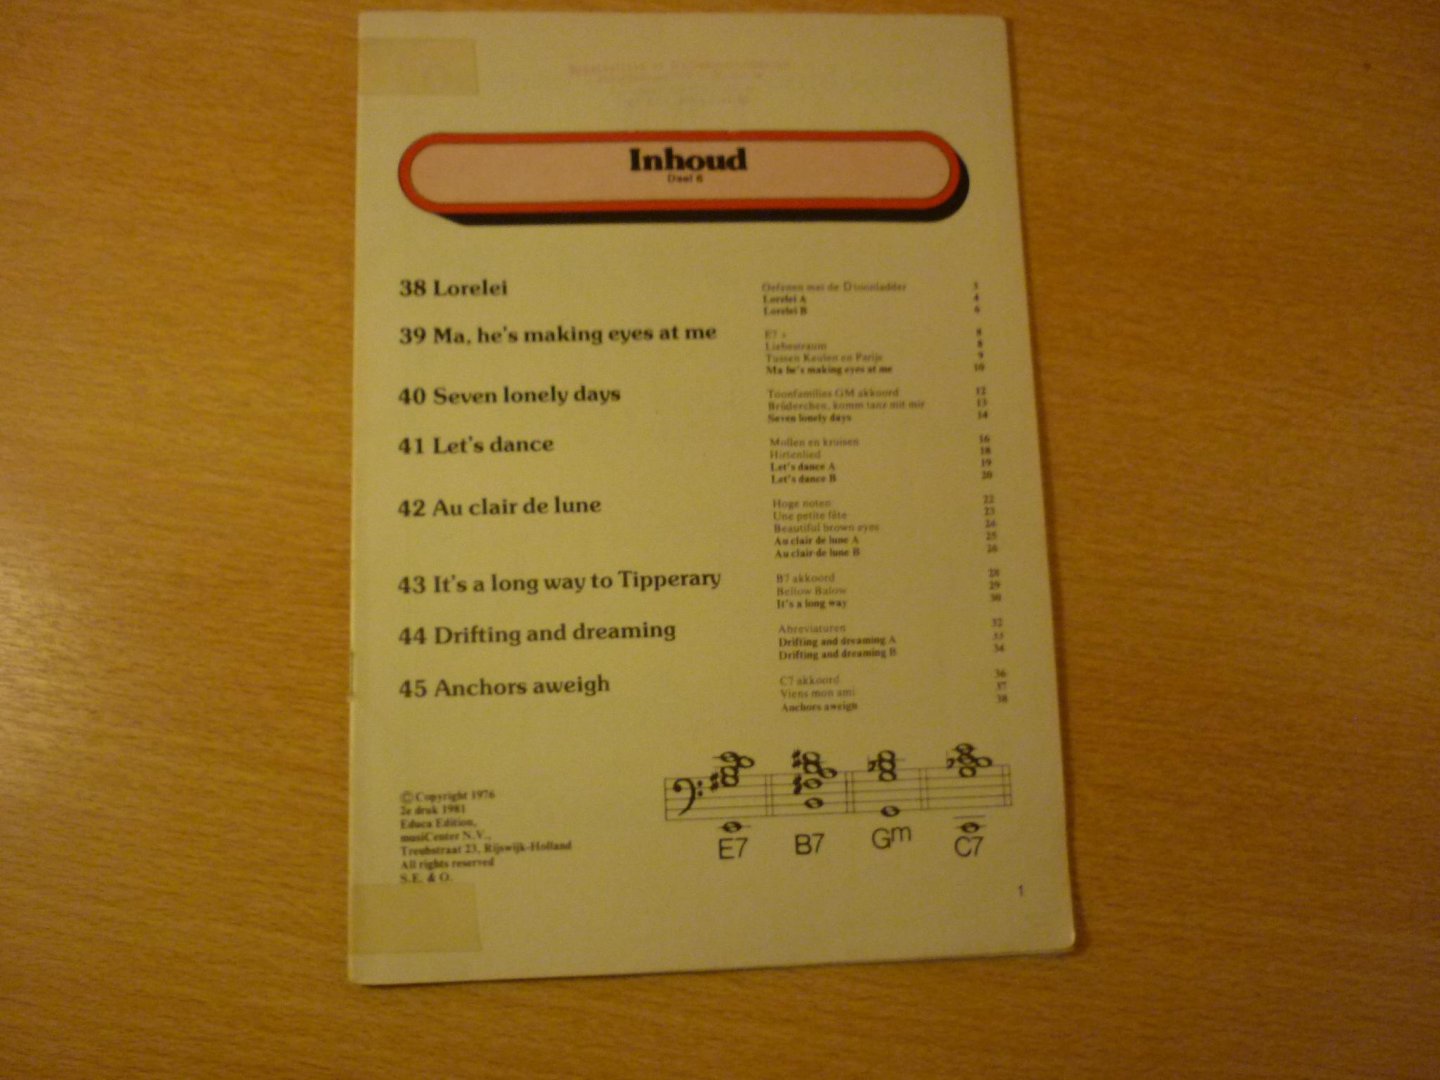 Inhoud
Deel 6
38 Lorelei
Oefenen met de D toonladder 3
Lorelei A 4
Lorelei B 6
39 Ma, he's making eyes at me
E7 8
Liebestraum 8
Tussen Keulen en Parijs 9
Ma he's making eyes at me 10
40 Seven lonely days
Toonfamilies GM akkoord 12
Brüderchen, komm tanz mit mir 13
Seven lonely days 14
41 Let's dance
Mollen en kruisen 16
Hirtenlied 18
Let's dance A 19
Let's dance B 20
42 Au clair de lune
Hoge noten 22
Une petite fête 23
Beautiful brown eyes
Au clair de lune A 25
Au clair de lune B 26
43 It's a long way to Tipperary
B7 akkoord 28
Bellow Balow 29
It's a long way 30
44 Drifting and dreaming
Abreviaturen 32
Drifting and dreaming A 33
Drifting and dreaming B 34
45 Anchors aweigh
C7 akkoord 36
Viens mon ami 37
Anchors aweigh 38
© Copyright 1976
2e druk 1981
Educa Edition,
musiCenter N.V.,
Treubstraat 23, Rijswijk-Holland
All rights reserved
S.E. & O.
E7 B7 Gm C7
1